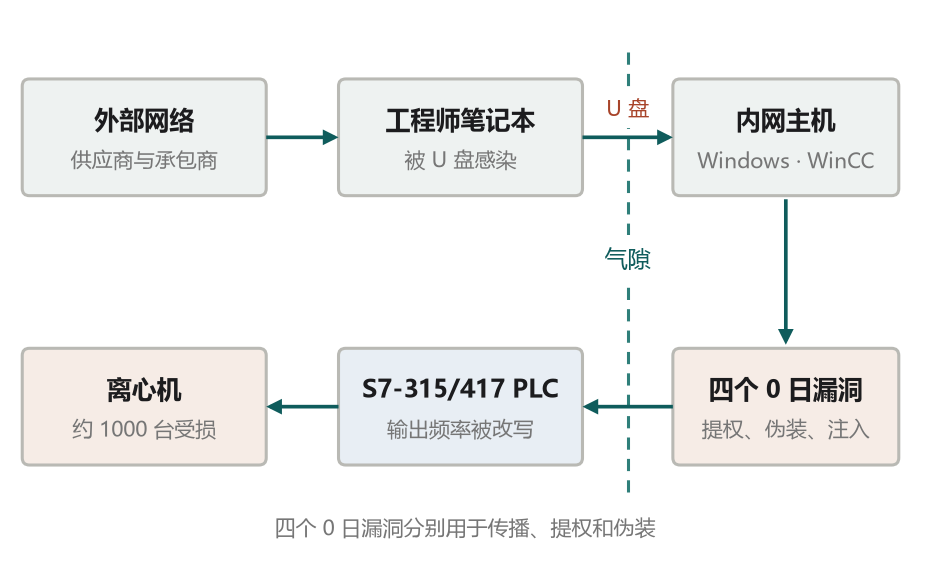 外部网络
供应商与承包商
工程师笔记本
被 U 盘感染
U 盘
内网主机
Windows · WinCC
气隙
离心机
约 1000 台受损
S7-315/417 PLC
输出频率被改写
四个 0 日漏洞
提权、伪装、注入
四个 0 日漏洞分别用于传播、提权和伪装